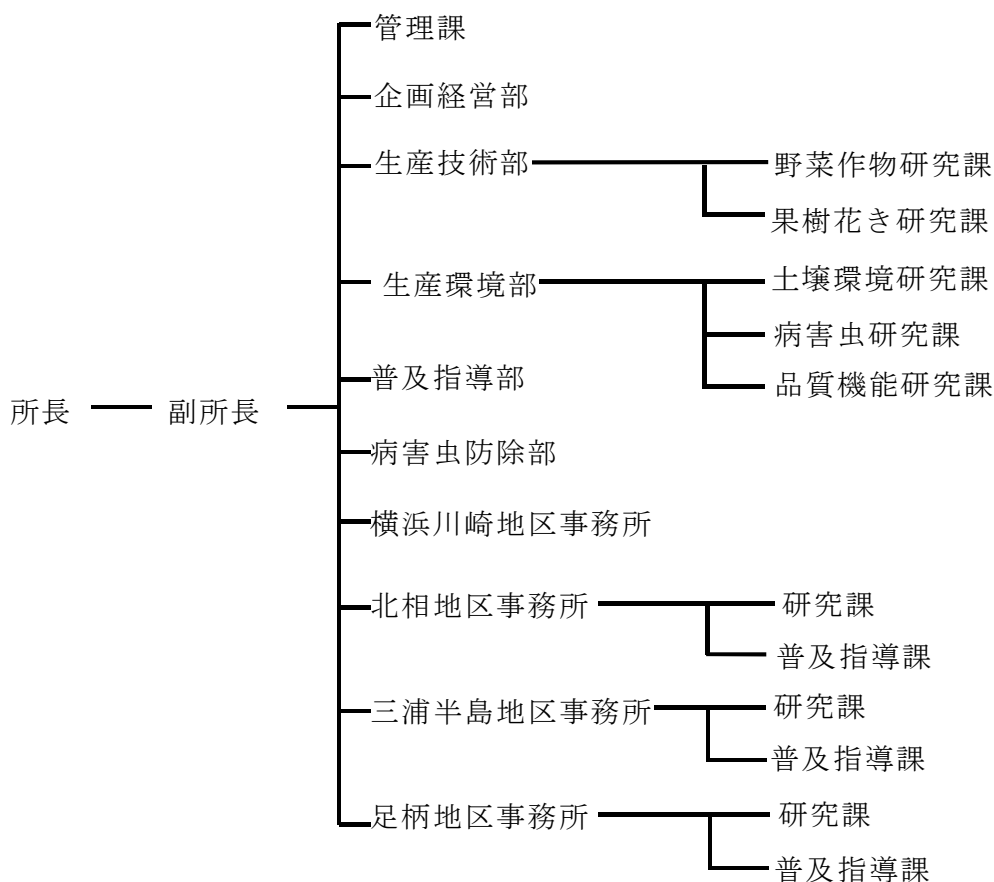 管理課
企画経営部
生産技術部
野菜作物研究課
果樹花き研究課
生産環境部
土壌環境研究課
病害虫研究課
品質機能研究課
普及指導部
所長
副所長
病害虫防除部
横浜川崎地区事務所
北相地区事務所
研究課
普及指導課
三浦半島地区事務所
研究課
普及指導課
足柄地区事務所
研究課
普及指導課